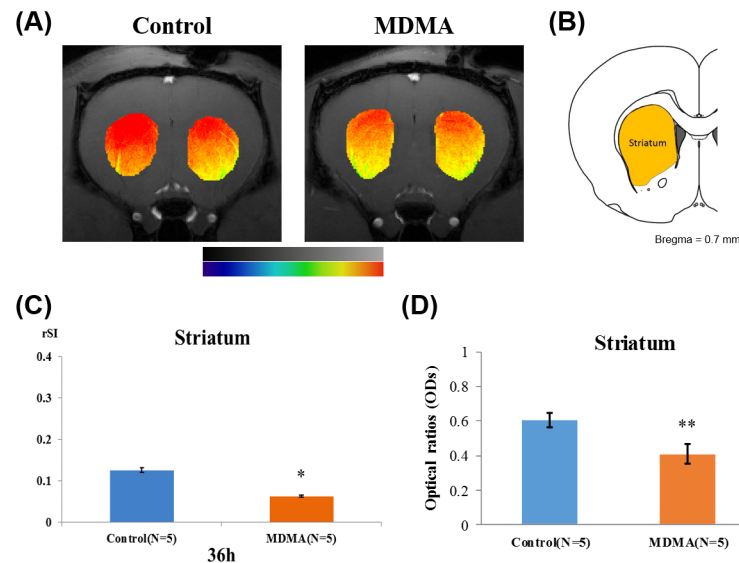 (A)
Control
MDMA
(B)
Striatum
Bregma = 0.7 mm
(C)
rSI
Striatum
0.4
0.3
0.2
0.1
0
*
Control(N=5)
MDMA(N=5)
36h
(D)
Striatum
Optical ratios (ODs)
1
0.8
0.6
0.4
0.2
0
**
Control(N=5)
MDMA(N=5)